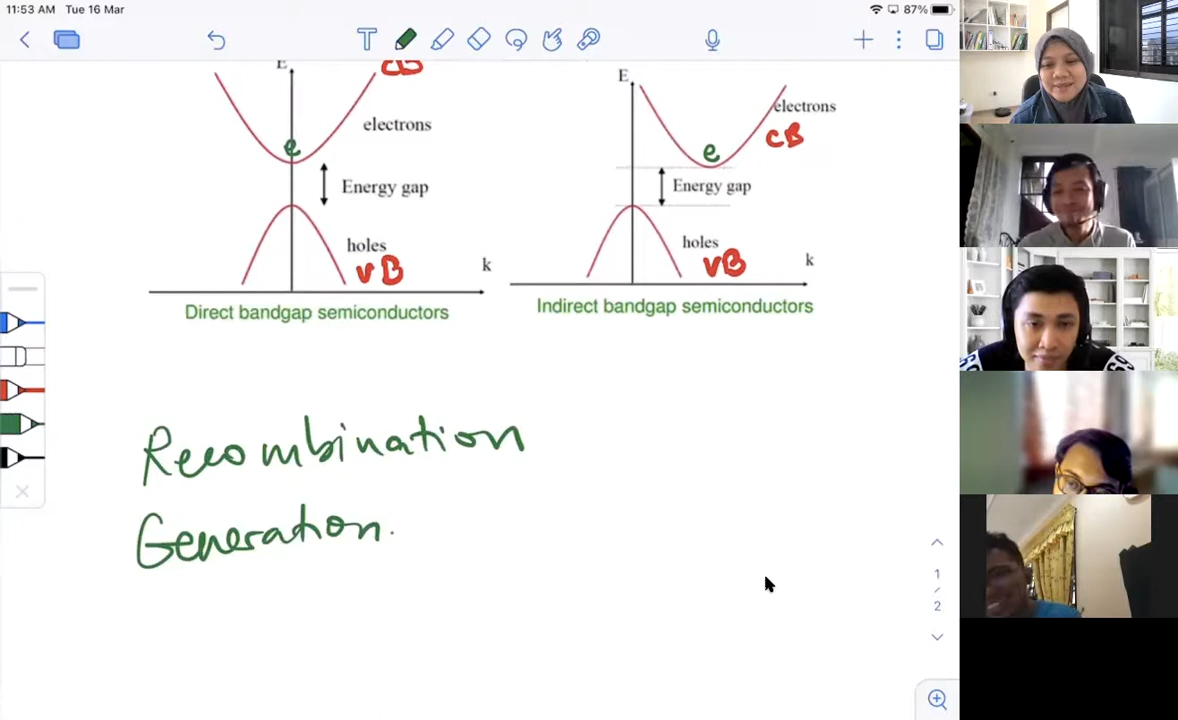 11:53 AM Tue 16 Mar
87%
E
CB
e
electrons
Energy gap
holes
VB
k
Direct bandgap semiconductors
E
electrons
CB
e
Energy gap
holes
VB
k
Indirect bandgap semiconductors
Recombination
Generation.
1
/
2